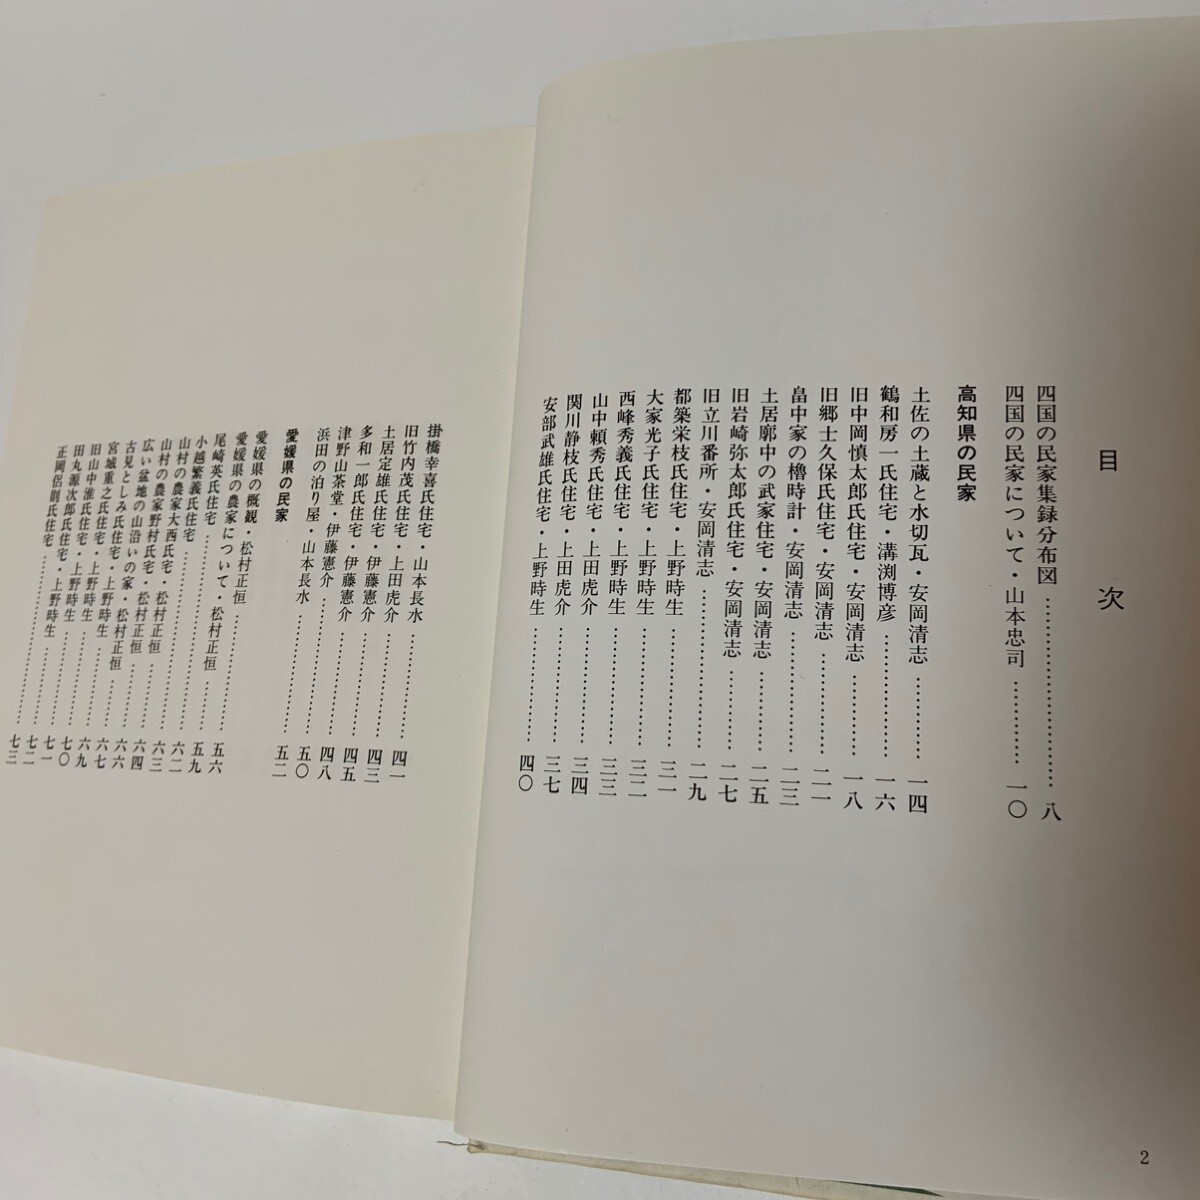 目次
四国の民家集録分布図……八
四国の民家について・山本忠司……一〇
高知県の民家
土佐の土蔵と水切瓦・安岡清志……一四
鶴和房一氏住宅・溝渕博彦……一六
旧中岡慎太郎氏住宅・安岡清志……一八
旧郷士久保氏住宅・安岡清志……二一
畠中家の櫓時計・安岡清志……二三
土居廓中の武家住宅・安岡清志……二五
旧岩崎弥太郎氏住宅・安岡清志……二七
旧立川番所・安岡清志……二九
都築栄枝氏住宅・上野時生……三一
大家光子氏住宅・上野時生……三二
西峰秀義氏住宅・上野時生……三三
山中頼秀氏住宅・上田虎介……三四
関川静枝氏住宅・上田虎介……三七
安部武雄氏住宅・上野時生……四〇
2
掛橋幸喜氏住宅・山本長水……四一
旧竹内茂氏住宅・上田虎介……四三
土居定雄氏住宅・伊藤憲介……四五
多和一郎氏住宅・伊藤憲介……四八
津野山茶堂・伊藤憲介……五〇
浜田の泊り屋・山本長水……五二
愛媛県の民家
愛媛県の概観・松村正恒……五六
愛媛県の農家について・松村正恒……五九
尾崎英氏住宅……六二
小越繁義氏住宅……六三
山村の農家大西氏宅・松村正恒……六四
山村の農家野村氏宅・松村正恒……六六
広い盆地の山沿いの家・松村正恒……六七
古見としみ氏住宅・上野時生……六九
宮城重之氏住宅・上野時生……七〇
旧山中淮氏住宅・上野時生……七一
田丸源次郎氏住宅・上野時生……七二
正岡侶則氏住宅……七三